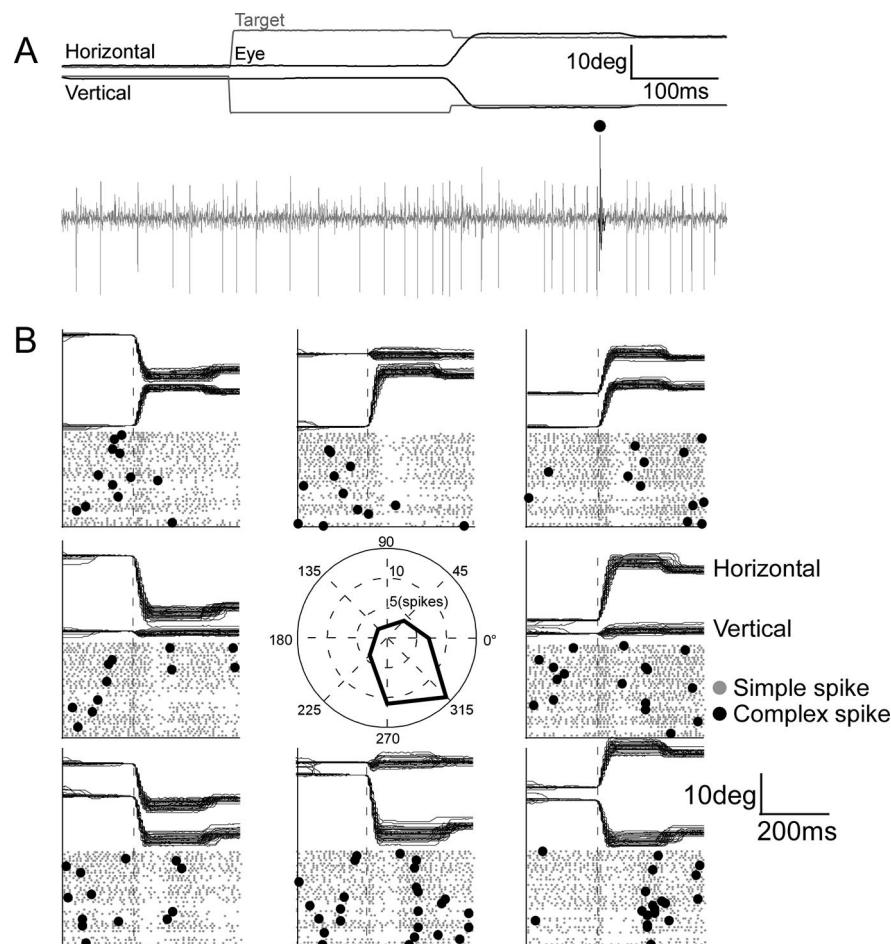 A
Target
Horizontal
Eye
10deg
Vertical
100ms
B
90
135
10
45
5(spikes)
180
0°
225
315
270
Horizontal
Vertical
Simple spike
Complex spike
10deg
200ms